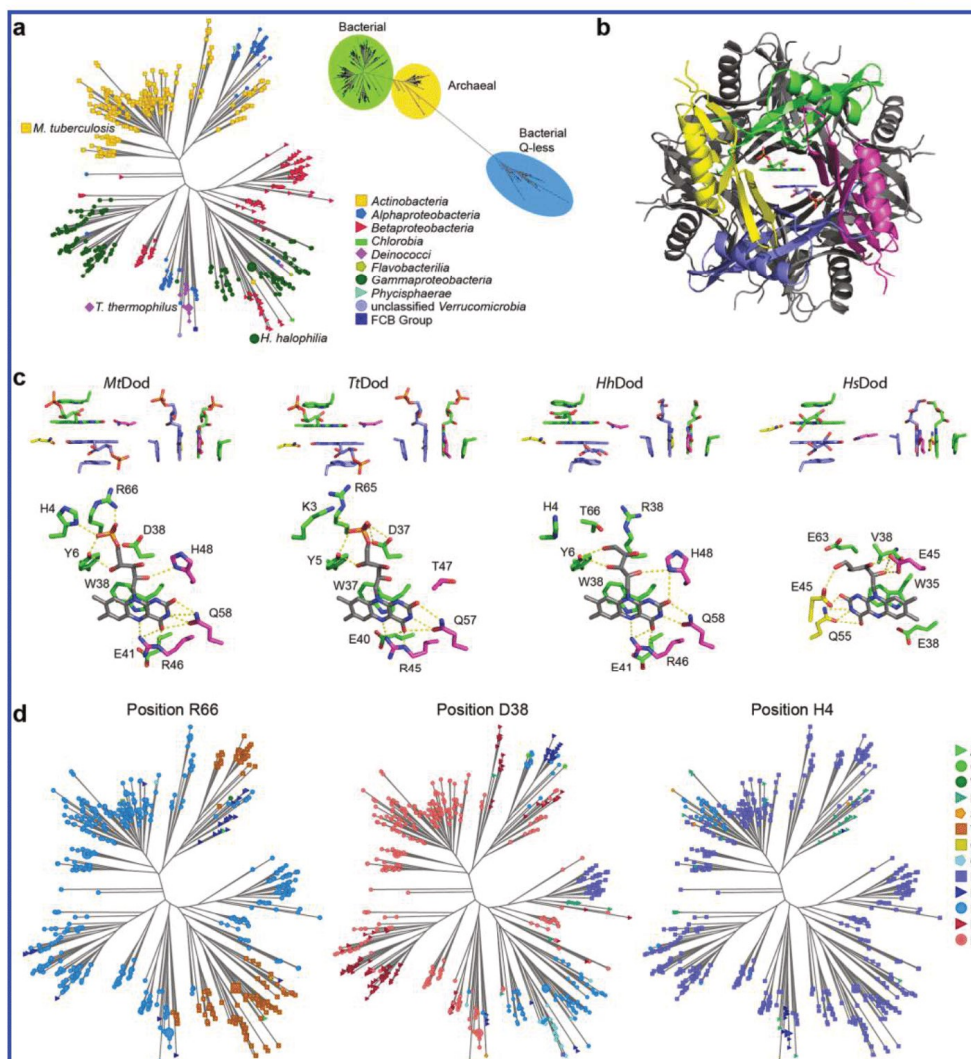 a
Bacterial
Archaeal
Bacterial
Q-less
M. tuberculosis
T. thermophilus
H. halophilia
Actinobacteria
Alphaproteobacteria
Betaproteobacteria
Chlorobia
Deinococci
Flavobacterilia
Gammaproteobacteria
Phycisphaerae
unclassified Verrucomicrobia
FCB Group
b
c
MtDod
TtDod
HhDod
HsDod
R66
H4
D38
Y6
H48
W38
Q58
E41
R46
R65
K3
D37
Y5
T47
W37
Q57
E40
R45
T66
R38
H4
Y6
H48
W38
Q58
E41
R46
E63
V38
E45
E45
W35
Q55
E38
d
Position R66
Position D38
Position H4